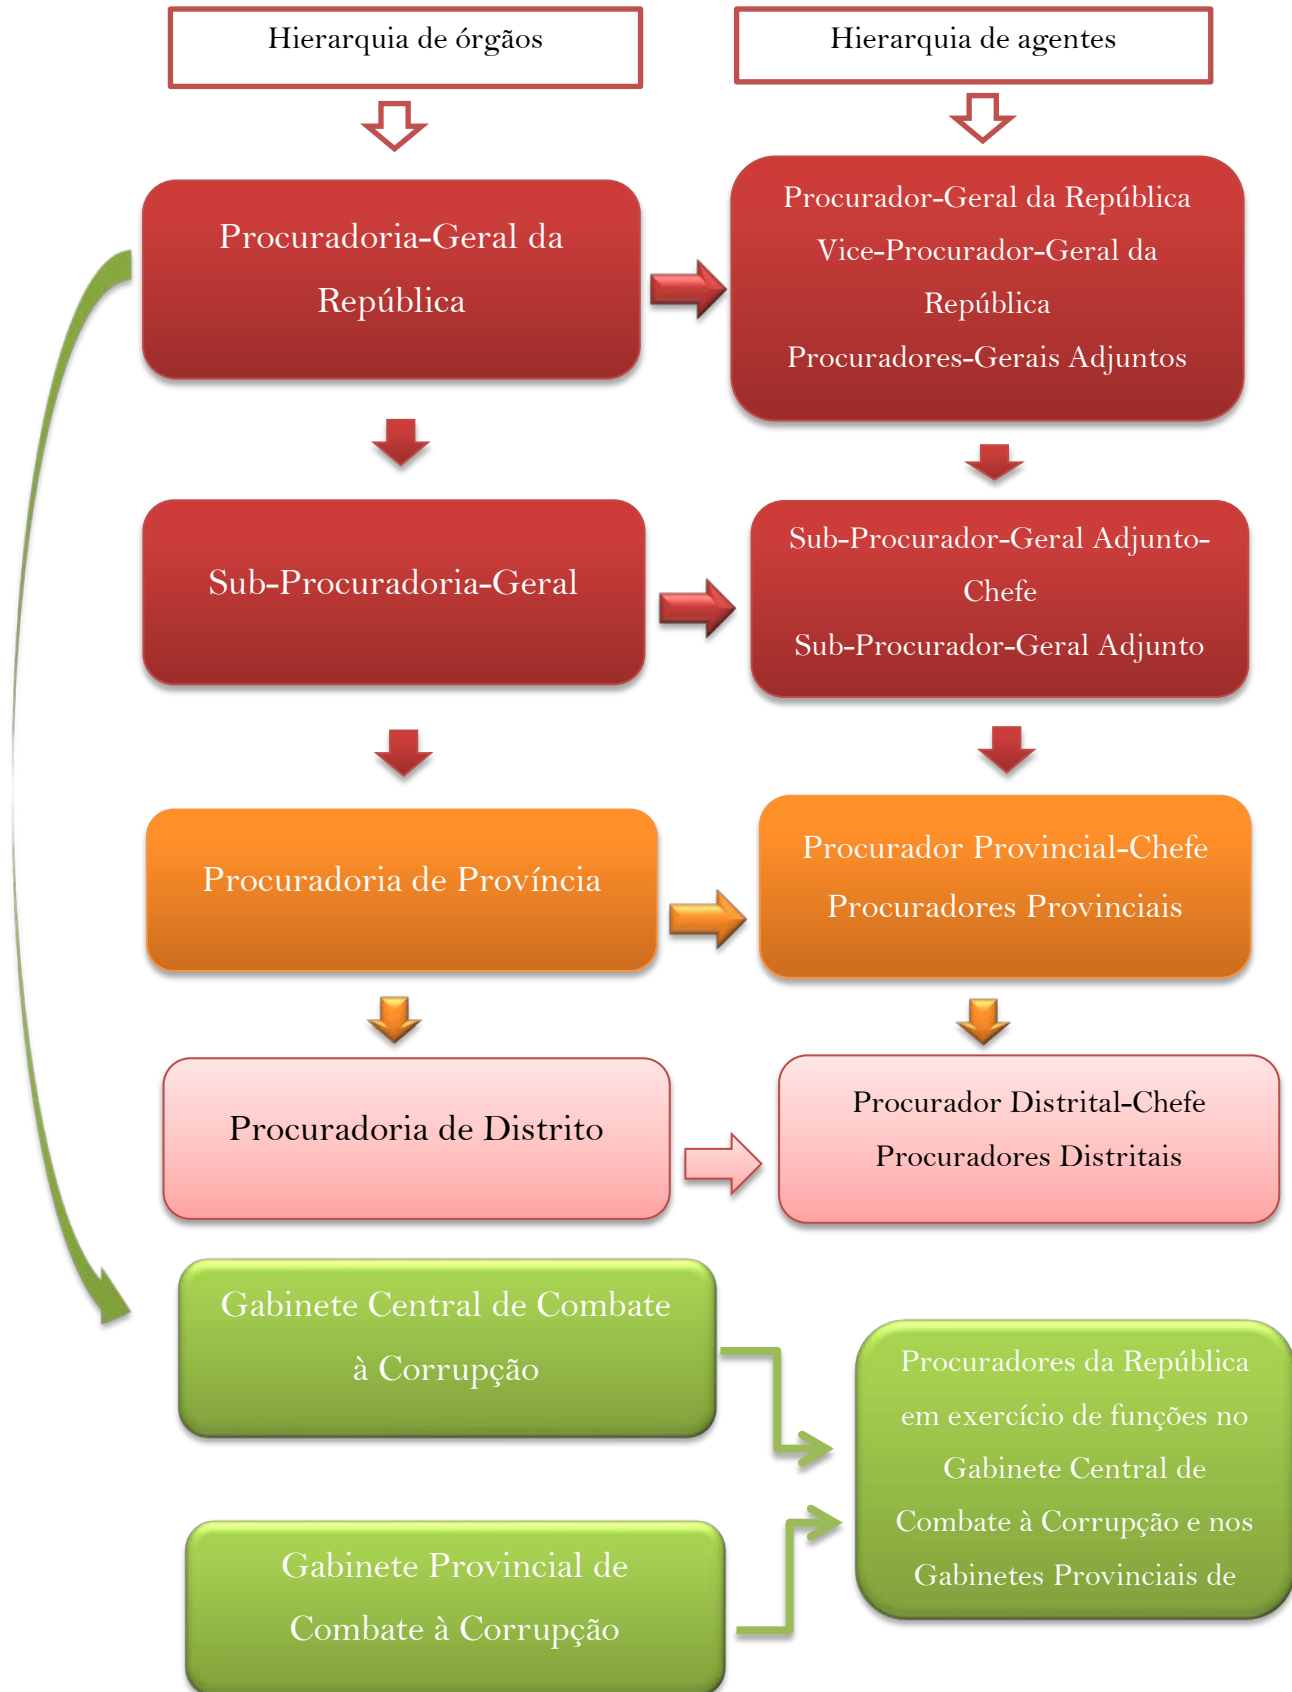 Hierarquia de órgãos
Hierarquia de agentes
Procuradoria-Geral da
República
Procurador-Geral da República
Vice-Procurador-Geral da
República
Procuradores-Gerais Adjuntos
Sub-Procuradoria-Geral
Sub-Procurador-Geral Adjunto-
Chefe
Sub-Procurador-Geral Adjunto
Procuradoria de Província
Procurador Provincial-Chefe
Procuradores Provinciais
Procuradoria de Distrito
Procurador Distrital-Chefe
Procuradores Distritais
Gabinete Central de Combate
à Corrupção
Procuradores da República
em exercício de funções no
Gabinete Central de
Combate à Corrupção e nos
Gabinetes Provinciais de
Gabinete Provincial de
Combate à Corrupção